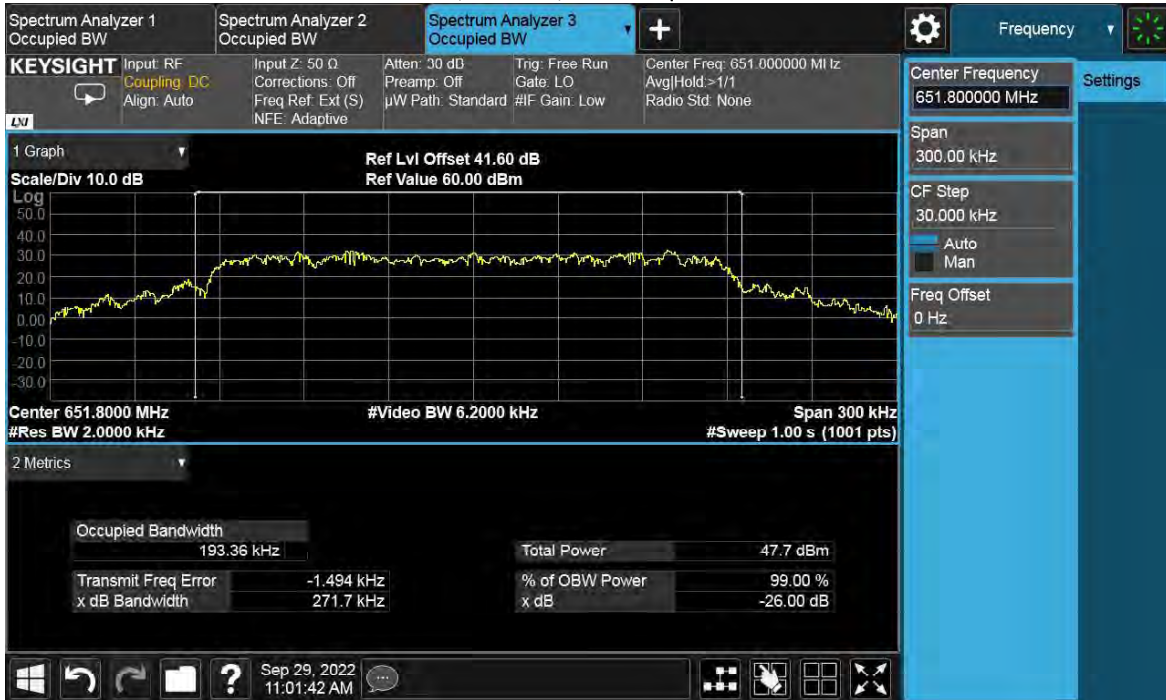 Spectrum Analyzer 1
Occupied BW
Spectrum Analyzer 2
Occupied BW
Spectrum Analyzer 3
Occupied BW
+
Frequency
KEYSIGHT
LXI
Input: RF
Coupling: DC
Align: Auto
Input Z: 50 Ω
Corrections: Off
Freq Ref: Ext (S)
NFE: Adaptive
Atten: 30 dB
Preamp: Off
µW Path: Standard
Trig: Free Run
Gate: LO
#IF Gain: Low
Center Freq: 651.800000 MHz
Avg|Hold:>1/1
Radio Std: None
Center Frequency
651.800000 MHz
Settings
Span
300.00 kHz
CF Step
30.000 kHz
Auto
Man
Freq Offset
0 Hz
1 Graph
Scale/Div 10.0 dB
Ref Lvl Offset 41.60 dB
Ref Value 60.00 dBm
Log
50.0
40.0
30.0
20.0
10.0
0.00
-10.0
-20.0
-30.0
Center 651.8000 MHz
#Video BW 6.2000 kHz
Span 300 kHz
#Res BW 2.0000 kHz
#Sweep 1.00 s (1001 pts)
2 Metrics
Occupied Bandwidth
193.36 kHz
Total Power 47.7 dBm
Transmit Freq Error -1.494 kHz
% of OBW Power 99.00 %
x dB Bandwidth 271.7 kHz
x dB -26.00 dB
?
Sep 29, 2022
11:01:42 AM